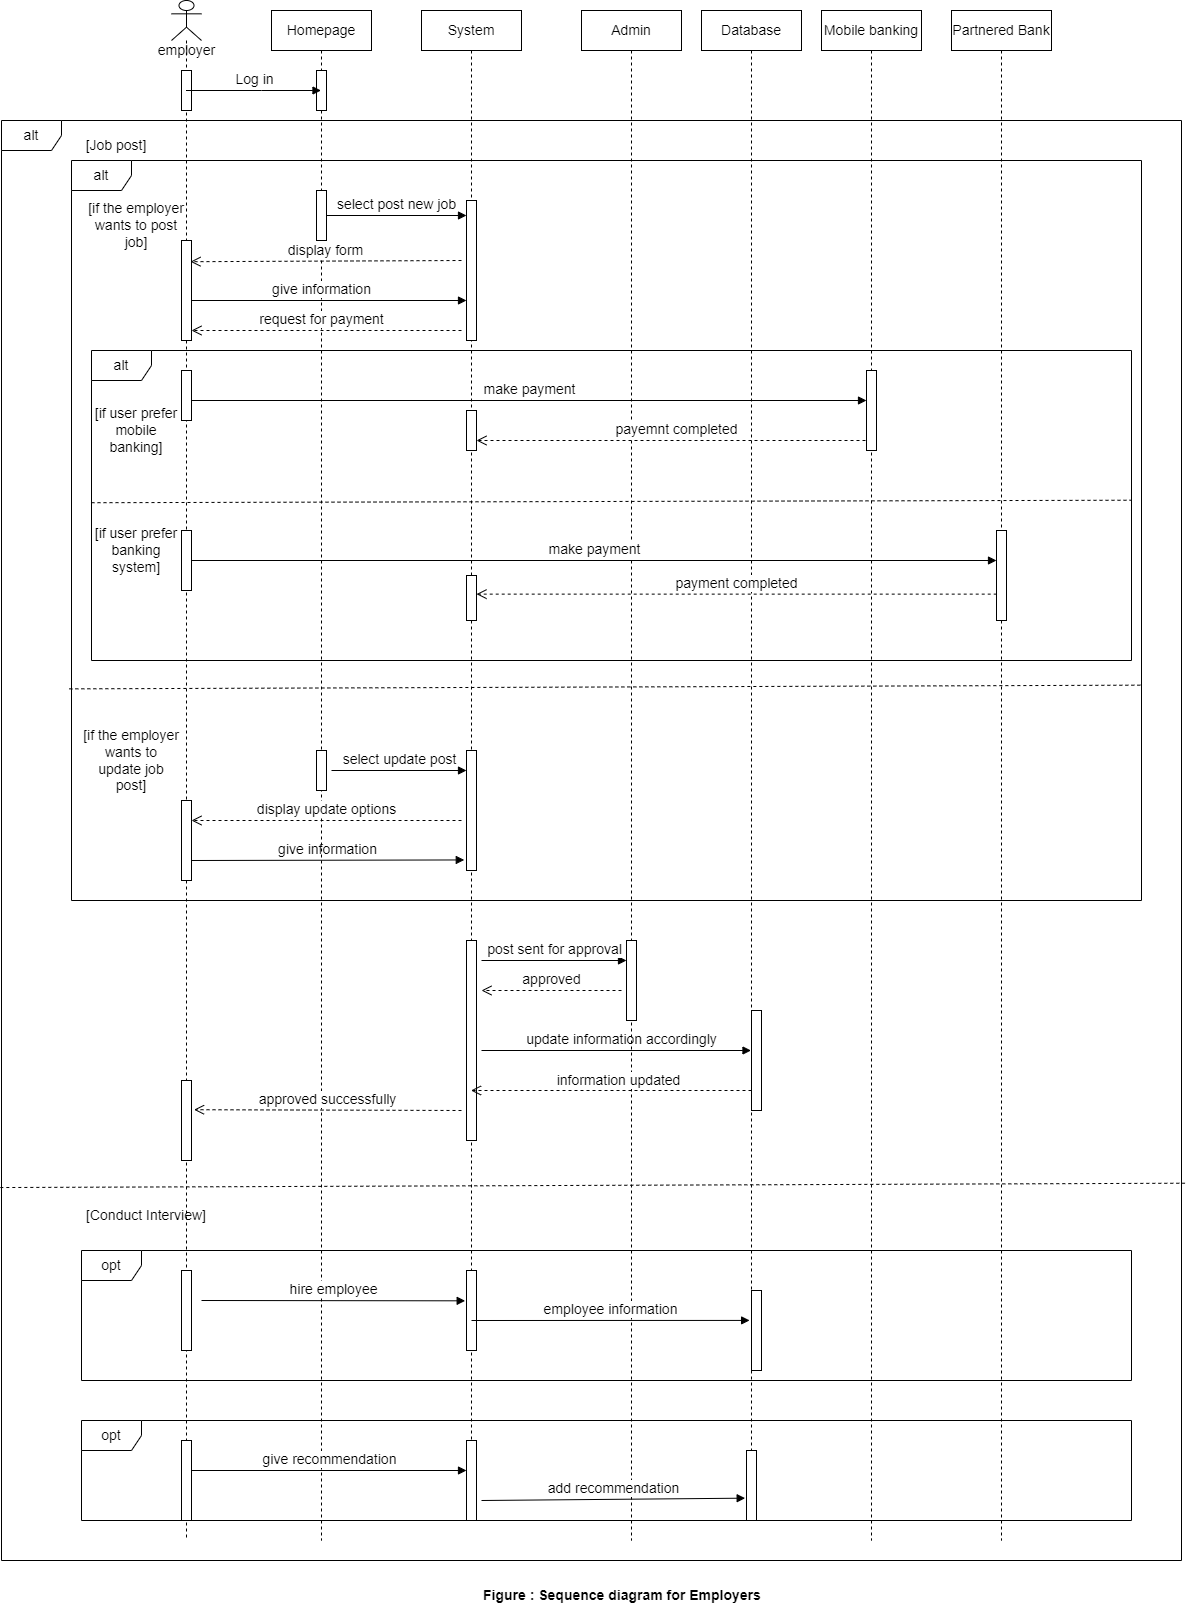 employer
Homepage
System
Admin
Database
Mobile banking
Partnered Bank
Log in
alt
[Job post]
alt
[if the employer
wants to post
job]
select post new job
display form
give information
request for payment
alt
[if user prefer
mobile
banking]
make payment
payemnt completed
[if user prefer
banking
system]
make payment
payment completed
[if the employer
wants to
update job
post]
select update post
display update options
give information
post sent for approval
approved
update information accordingly
information updated
approved successfully
[Conduct Interview]
opt
hire employee
employee information
opt
give recommendation
add recommendation
Figure : Sequence diagram for Employers